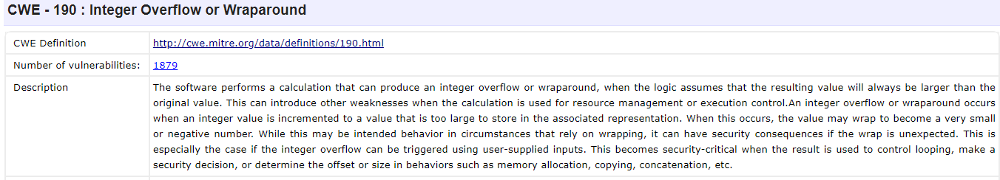 CWE - 190 : Integer Overflow or Wraparound
CWE Definition http://cwe.mitre.org/data/definitions/190.html
Number of vulnerabilities: 1879
Description The software performs a calculation that can produce an integer overflow or wraparound, when the logic assumes that the resulting value will always be larger than the
original value. This can introduce other weaknesses when the calculation is used for resource management or execution control.An integer overflow or wraparound occurs
when an integer value is incremented to a value that is too large to store in the associated representation. When this occurs, the value may wrap to become a very small
or negative number. While this may be intended behavior in circumstances that rely on wrapping, it can have security consequences if the wrap is unexpected. This is
especially the case if the integer overflow can be triggered using user-supplied inputs. This becomes security-critical when the result is used to control looping, make a
security decision, or determine the offset or size in behaviors such as memory allocation, copying, concatenation, etc.